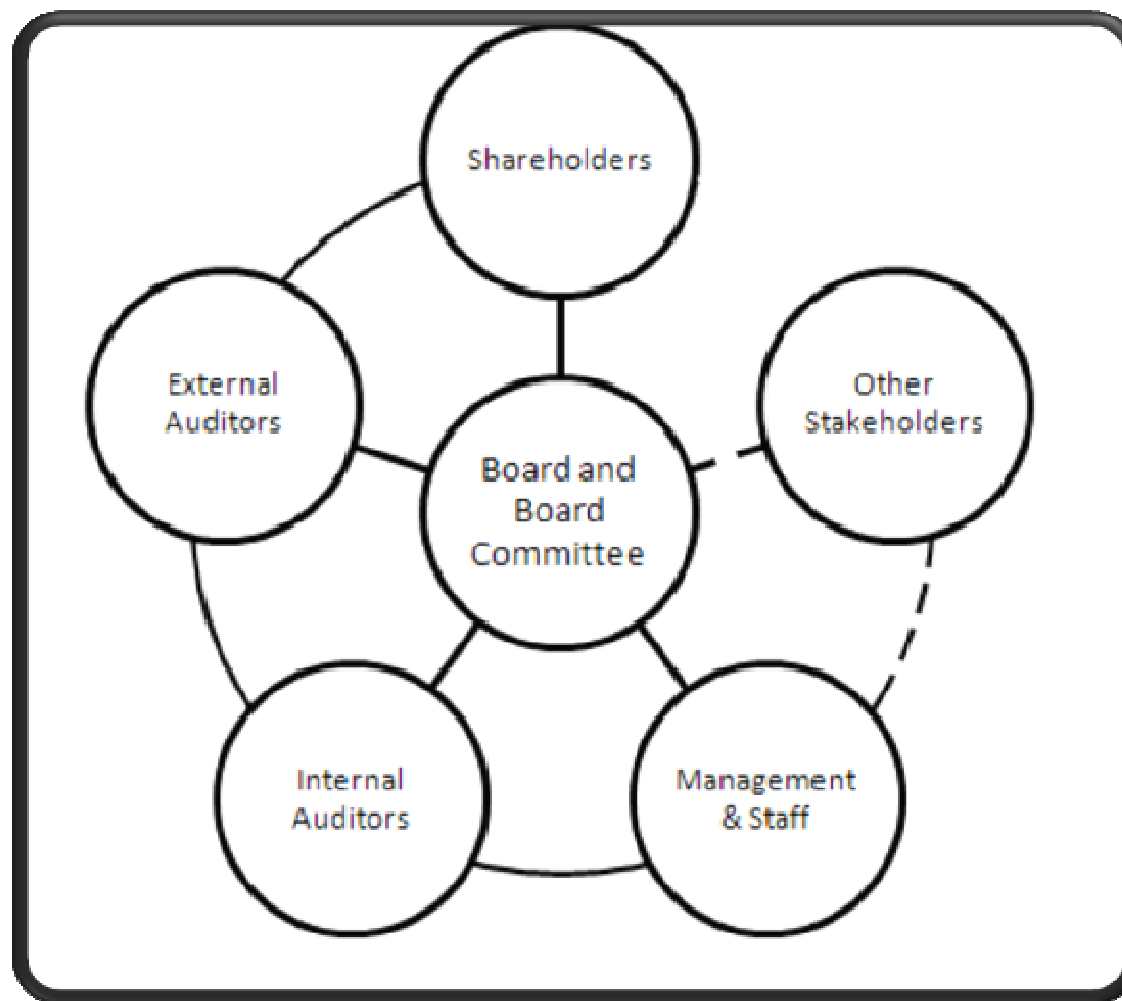 Shareholders
External
Auditors
Other
Stakeholders
Board and
Board
Committee
Internal
Auditors
Management
& Staff